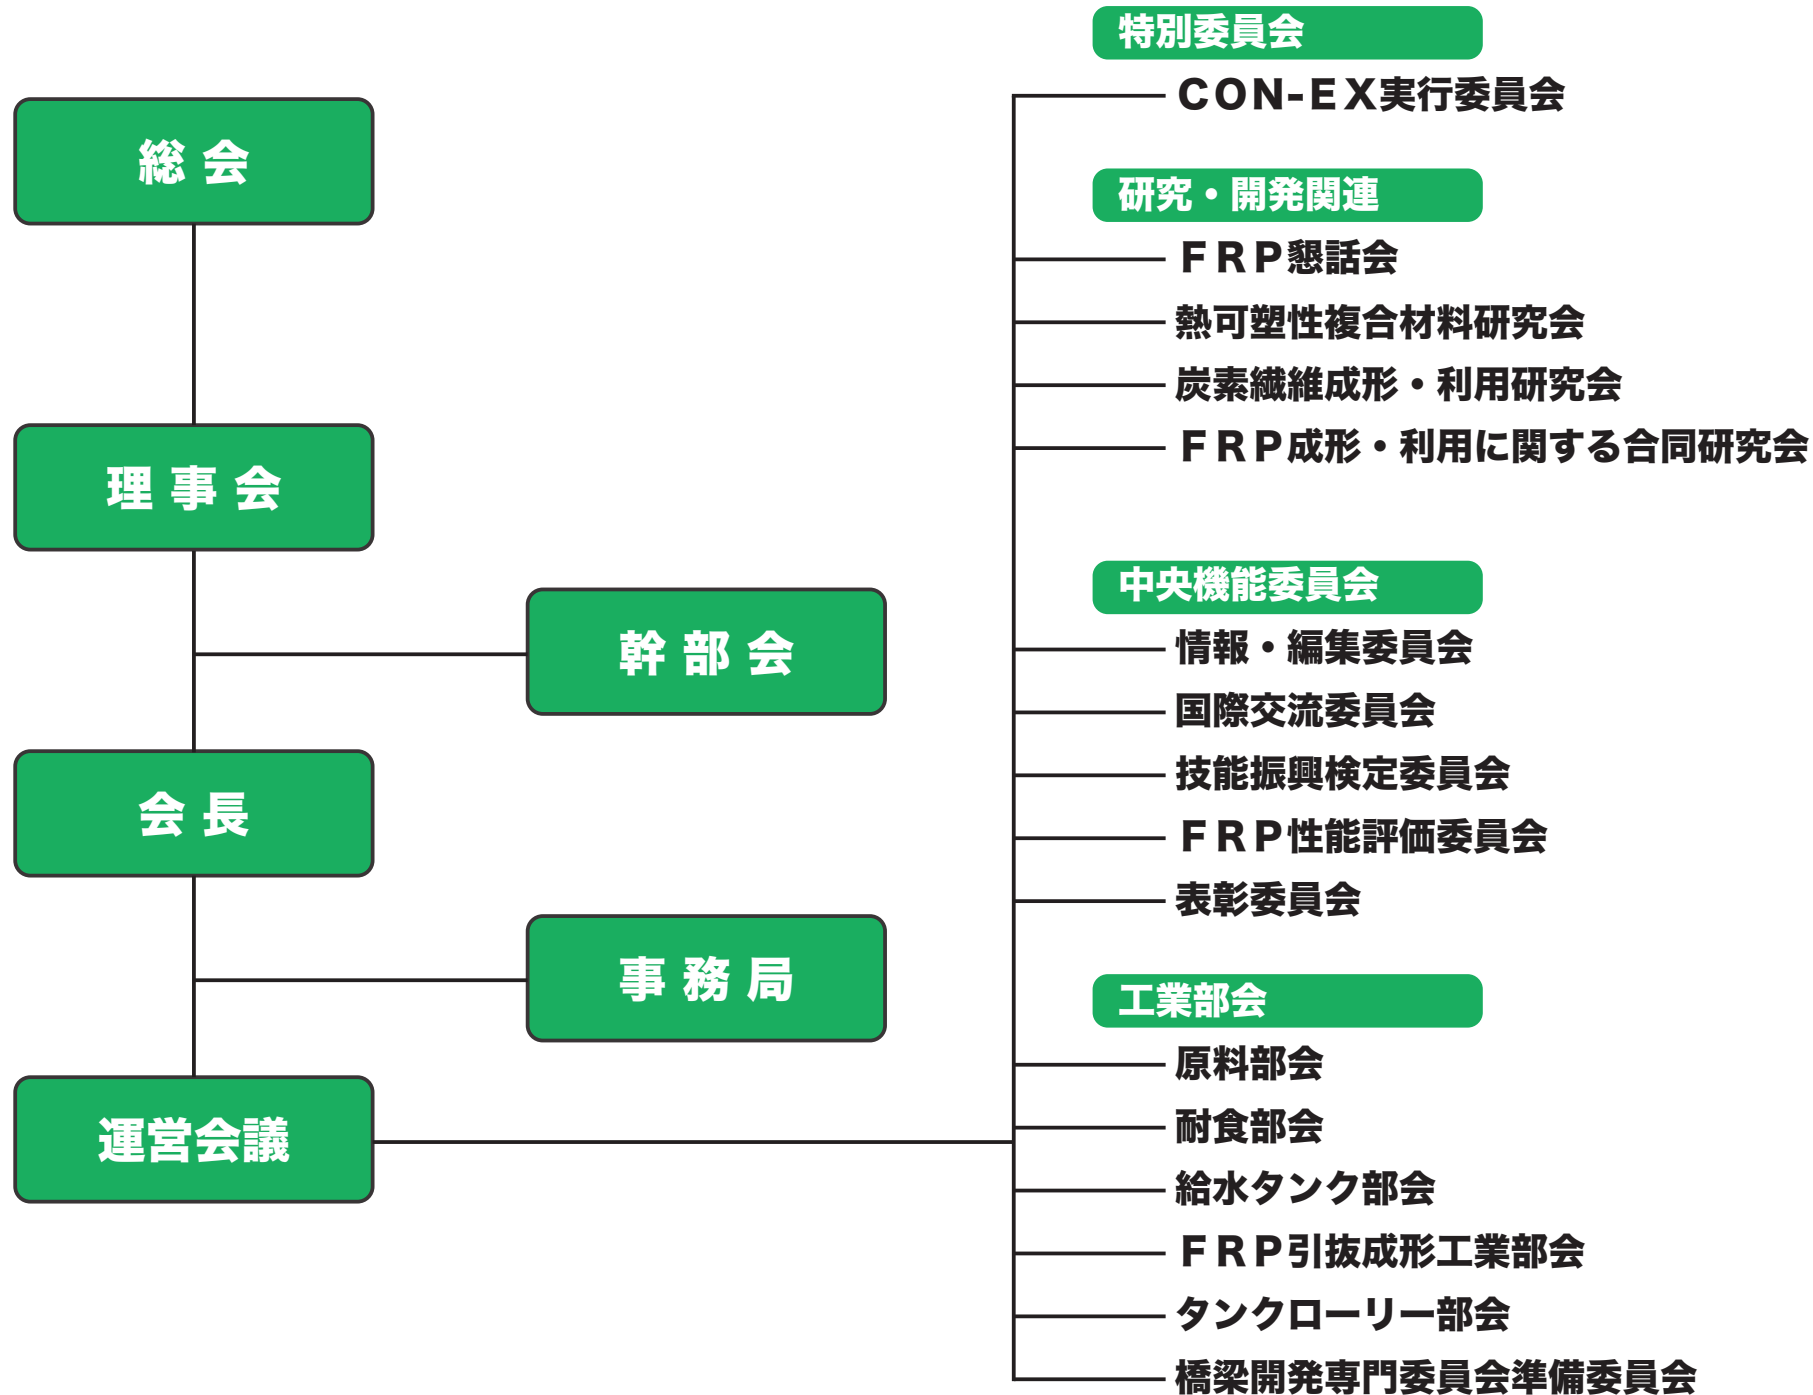 総会
理事会
幹部会
会長
事務局
運営会議
特別委員会
CON-EX実行委員会
研究・開発関連
FRP懇話会
熱可塑性複合材料研究会
炭素繊維成形・利用研究会
FRP成形・利用に関する合同研究会
中央機能委員会
情報・編集委員会
国際交流委員会
技能振興検定委員会
FRP性能評価委員会
表彰委員会
工業部会
原料部会
耐食部会
給水タンク部会
FRP引抜成形工業部会
タンクローリー部会
橋梁開発専門委員会準備委員会